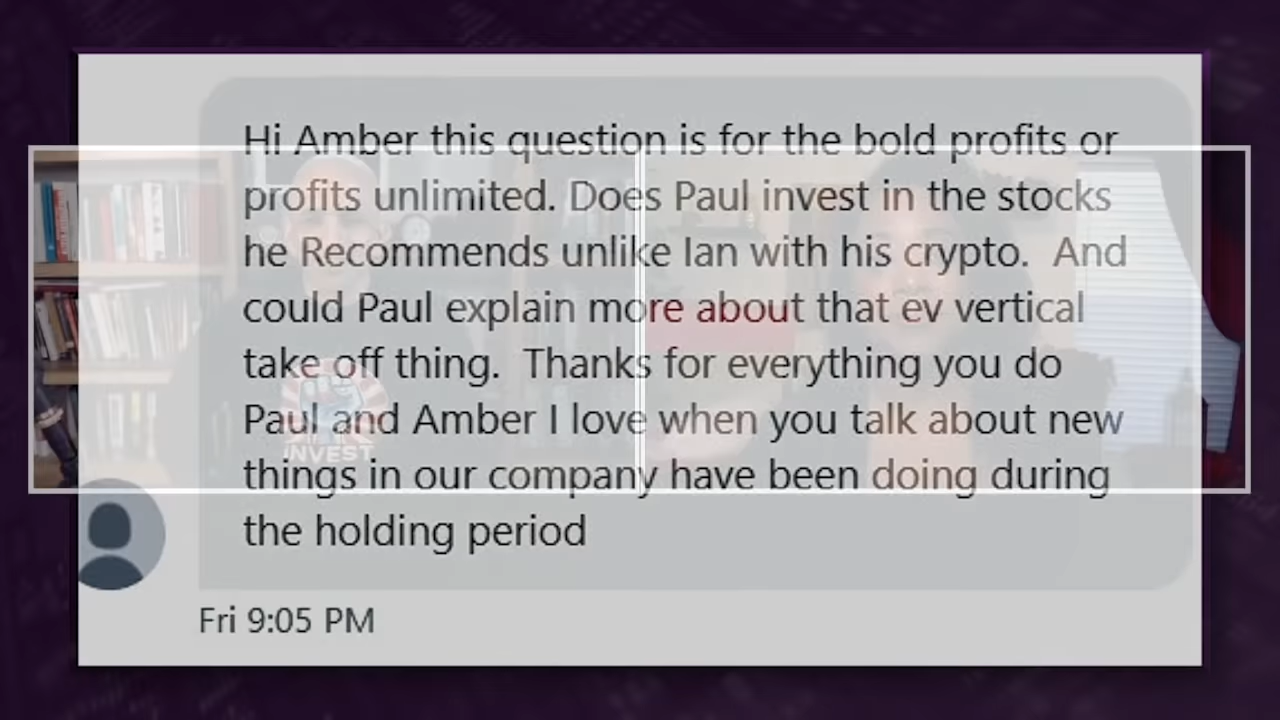 Hi Amber this question is for the bold profits or
profits unlimited. Does Paul invest in the stocks
he Recommends unlike Ian with his crypto.  And
could Paul explain more about that ev vertical
take off thing.  Thanks for everything you do
Paul and Amber I love when you talk about new
things in our company have been doing during
the holding period
INVEST
Fri 9:05 PM